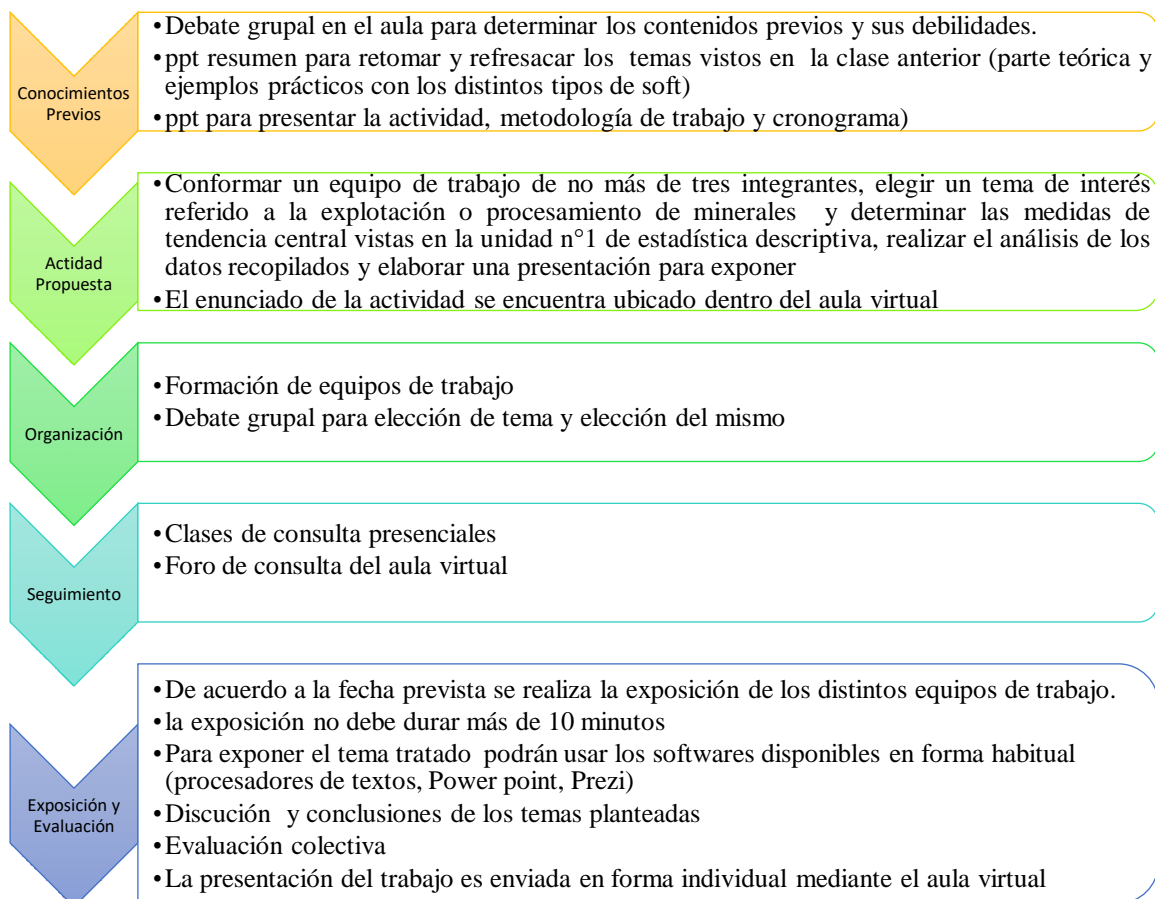 Conocimientos
Previos
•Debate grupal en el aula para determinar los contenidos previos y sus debilidades.
•ppt resumen para retomar y refresacar los temas vistos en la clase anterior (parte teórica y
ejemplos prácticos con los distintos tipos de soft)
•ppt para presentar la actividad, metodología de trabajo y cronograma)
Actidad
Propuesta
•Conformar un equipo de trabajo de no más de tres integrantes, elegir un tema de interés
referido a la explotación o procesamiento de minerales y determinar las medidas de
tendencia central vistas en la unidad n°1 de estadística descriptiva, realizar el análisis de los
datos recopilados y elaborar una presentación para exponer
•El enunciado de la actividad se encuentra ubicado dentro del aula virtual
Organización
•Formación de equipos de trabajo
•Debate grupal para elección de tema y elección del mismo
Seguimiento
•Clases de consulta presenciales
•Foro de consulta del aula virtual
Exposición y
Evaluación
•De acuerdo a la fecha prevista se realiza la exposición de los distintos equipos de trabajo.
•la exposición no debe durar más de 10 minutos
•Para exponer el tema tratado podrán usar los softwares disponibles en forma habitual
(procesadores de textos, Power point, Prezi)
•Discución y conclusiones de los temas planteadas
•Evaluación colectiva
•La presentación del trabajo es enviada en forma individual mediante el aula virtual